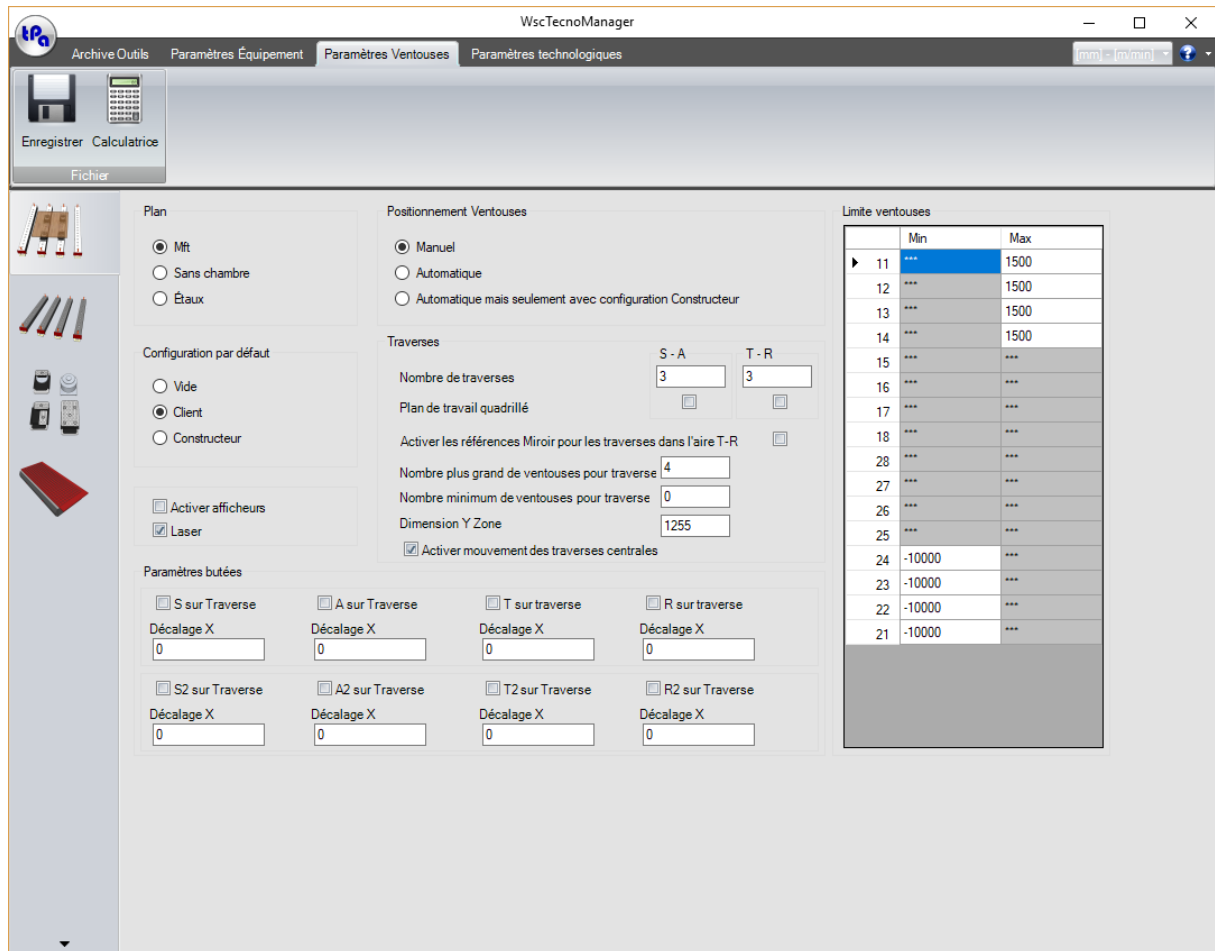 WscTecnoManager
tPa
Archive Outils Paramètres Équipement Paramètres Ventouses Paramètres technologiques [mm] - [m/min]
Enregistrer Calculatrice
Fichier
Plan
Mft
Sans chambre
Étaux
Positionnement Ventouses
Manuel
Automatique
Automatique mais seulement avec configuration Constructeur
Configuration par défaut
Vide
Client
Constructeur
Activer afficheurs
Laser
Traverses
S - A T - R
Nombre de traverses 3 3
Plan de travail quadrillé
Activer les références Miroir pour les traverses dans l'aire T-R
Nombre plus grand de ventouses pour traverse 4
Nombre minimum de ventouses pour traverse 0
Dimension Y Zone 1255
Activer mouvement des traverses centrales
Paramètres butées
S sur Traverse A sur Traverse T sur traverse R sur traverse
Décalage X Décalage X Décalage X Décalage X
0 0 0 0
S2 sur Traverse A2 sur Traverse T2 sur Traverse R2 sur Traverse
Décalage X Décalage X Décalage X Décalage X
0 0 0 0
Limite ventouses
Min Max
11 *** 1500
12 *** 1500
13 *** 1500
14 *** 1500
15 *** ***
16 *** ***
17 *** ***
18 *** ***
28 *** ***
27 *** ***
26 *** ***
25 *** ***
24 -10000 ***
23 -10000 ***
22 -10000 ***
21 -10000 ***